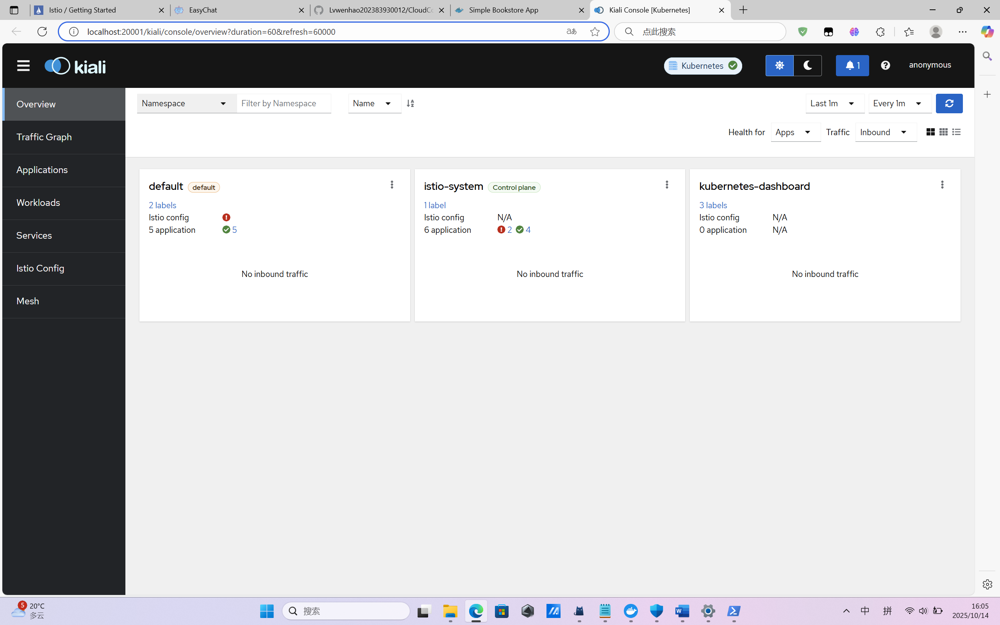 Istio / Getting Started
EasyChat
Lvwenhao202383930012/CloudCo
Simple Bookstore App
Kiali Console [Kubernetes]
localhost:20001/kiali/console/overview?duration=60&refresh=60000
aあ
点此搜索
kiali
Kubernetes
1
anonymous
Overview
Traffic Graph
Applications
Workloads
Services
Istio Config
Mesh
Namespace
Filter by Namespace
Name
Last 1m
Every 1m
Health for
Apps
Traffic
Inbound
default default
2 labels
Istio config
5 application 5
No inbound traffic
istio-system Control plane
1 label
Istio config N/A
6 application 2 4
No inbound traffic
kubernetes-dashboard
3 labels
Istio config N/A
0 application N/A
No inbound traffic
5
20°C
多云
搜索
中
拼
16:05
2025/10/14